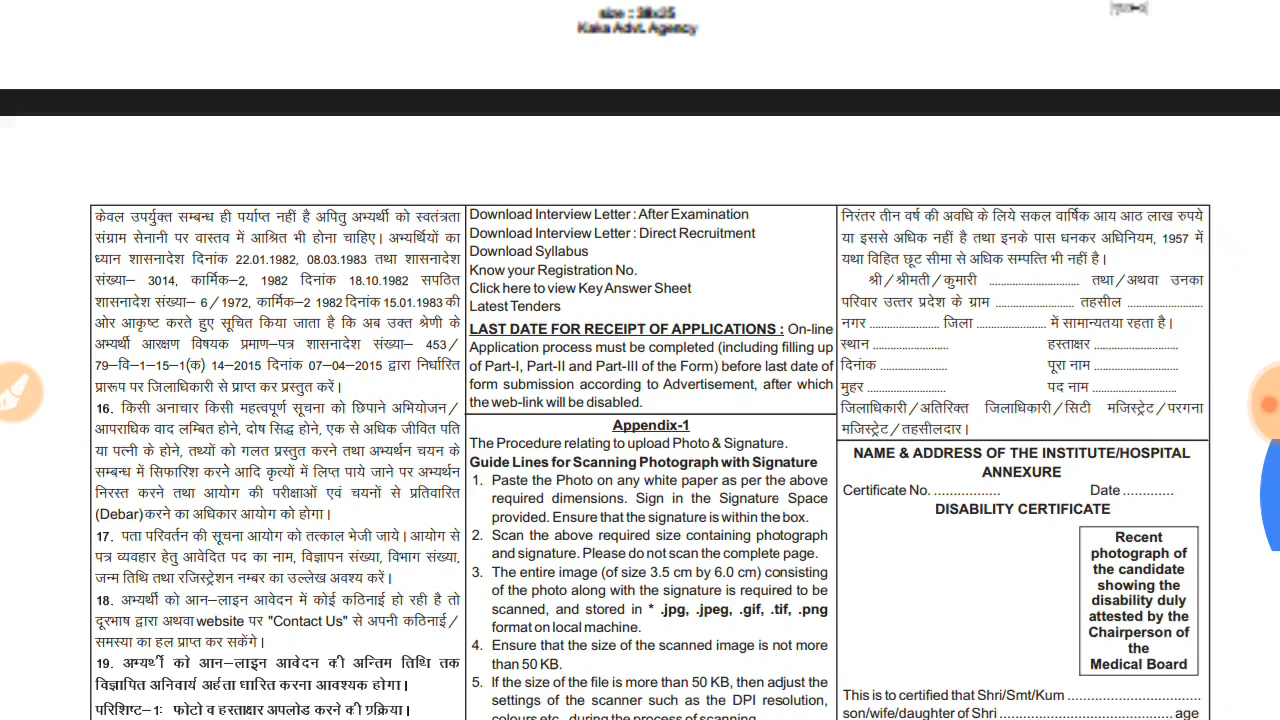 size : 38x25
Kaka Advt. Agency
केवल उपर्युक्त सम्बन्ध ही पर्याप्त नहीं है अपितु अभ्यर्थी को स्वतंत्रता
संग्राम सेनानी पर वास्तव में आश्रित भी होना चाहिए। अभ्यर्थियों का
ध्यान शासनादेश दिनांक 22.01.1982, 08.03.1983 तथा शासनादेश
संख्या– 3014, कार्मिक–2, 1982 दिनांक 18.10.1982 सपठित
शासनादेश संख्या– 6/1972, कार्मिक–2 1982 दिनांक 15.01.1983 की
ओर आकृष्ट करते हुए सूचित किया जाता है कि अब उक्त श्रेणी के
अभ्यर्थी आरक्षण विषयक प्रमाण–पत्र शासनादेश संख्या– 453/
79–वि–1–15–1(क) 14–2015 दिनांक 07–04–2015 द्वारा निर्धारित
प्रारूप पर जिलाधिकारी से प्राप्त कर प्रस्तुत करें।
16. किसी अनाचार किसी महत्वपूर्ण सूचना को छिपाने अभियोजन/
आपराधिक वाद लम्बित होने, दोष सिद्ध होने, एक से अधिक जीवित पति
या पत्नी के होने, तथ्यों को गलत प्रस्तुत करने तथा अभ्यर्थन चयन के
सम्बन्ध में सिफारिश करने आदि कृत्यों में लिप्त पाये जाने पर अभ्यर्थन
निरस्त करने तथा आयोग की परीक्षाओं एवं चयनों से प्रतिवारित
(Debar) करने का अधिकार आयोग को होगा।
17. पता परिवर्तन की सूचना आयोग को तत्काल भेजी जाये। आयोग से
पत्र व्यवहार हेतु आवेदित पद का नाम, विज्ञापन संख्या, विभाग संख्या,
जन्म तिथि तथा रजिस्ट्रेशन नम्बर का उल्लेख अवश्य करें।
18. अभ्यर्थी को आन–लाइन आवेदन में कोई कठिनाई हो रही है तो
दूरभाष द्वारा अथवा website पर "Contact Us" से अपनी कठिनाई/
समस्या का हल प्राप्त कर सकेंगे।
19. अभ्यर्थी को आन–लाइन आवेदन की अन्तिम तिथि तक
विज्ञापित अनिवार्य अर्हता धारित करना आवश्यक होगा।
परिशिष्ट–1: फोटो व हस्ताक्षर अपलोड करने की प्रक्रिया।
Download Interview Letter : After Examination
Download Interview Letter : Direct Recruitment
Download Syllabus
Know your Registration No.
Click here to view Key Answer Sheet
Latest Tenders
LAST DATE FOR RECEIPT OF APPLICATIONS : On-line
Application process must be completed (including filling up
of Part-I, Part-II and Part-III of the Form) before last date of
form submission according to Advertisement, after which
the web-link will be disabled.
Appendix-1
The Procedure relating to upload Photo & Signature.
Guide Lines for Scanning Photograph with Signature
1. Paste the Photo on any white paper as per the above
required dimensions. Sign in the Signature Space
provided. Ensure that the signature is within the box.
2. Scan the above required size containing photograph
and signature. Please do not scan the complete page.
3. The entire image (of size 3.5 cm by 6.0 cm) consisting
of the photo along with the signature is required to be
scanned, and stored in * .jpg, .jpeg, .gif, .tif, .png
format on local machine.
4. Ensure that the size of the scanned image is not more
than 50 KB.
5. If the size of the file is more than 50 KB, then adjust the
settings of the scanner such as the DPI resolution,
colours etc., during the process of scanning.
निरंतर तीन वर्ष की अवधि के लिये सकल वार्षिक आय आठ लाख रुपये
या इससे अधिक नहीं है तथा इनके पास धनकर अधिनियम, 1957 में
यथा विहित छूट सीमा से अधिक सम्पत्ति भी नहीं है।
श्री/श्रीमती/कुमारी .............................. तथा/अथवा उनका
परिवार उत्तर प्रदेश के ग्राम .......................... तहसील .........................
नगर ....................... जिला ....................... में सामान्यतया रहता है।
स्थान ......................... हस्ताक्षर ............................
दिनांक ...................... पूरा नाम ............................
मुहर .......................... पद नाम ............................
जिलाधिकारी/अतिरिक्त जिलाधिकारी/सिटी मजिस्ट्रेट/परगना
मजिस्ट्रेट/तहसीलदार।
NAME & ADDRESS OF THE INSTITUTE/HOSPITAL
ANNEXURE
Certificate No. ................ Date ............
DISABILITY CERTIFICATE
Recent
photograph of
the candidate
showing the
disability duly
attested by the
Chairperson of
the
Medical Board
This is to certified that Shri/Smt/Kum ................................
son/wife/daughter of Shri ........................................ age